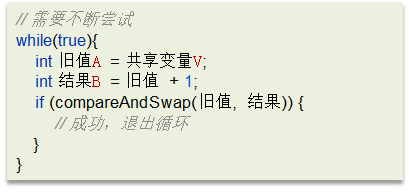 // 需要不断尝试
while(true){
int 旧值A = 共享变量V;
int 结果B = 旧值 + 1;
if (compareAndSwap(旧值, 结果)) {
// 成功，退出循环
}
}